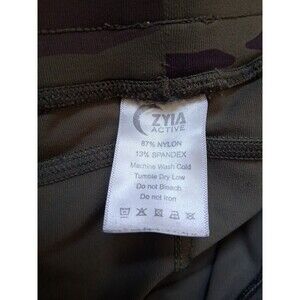 ZYIA
ACTIVE
87% NYLON
13% SPANDEX
Machine Wash Cold
Tumble Dry Low
Do not Bleach
Do not Iron